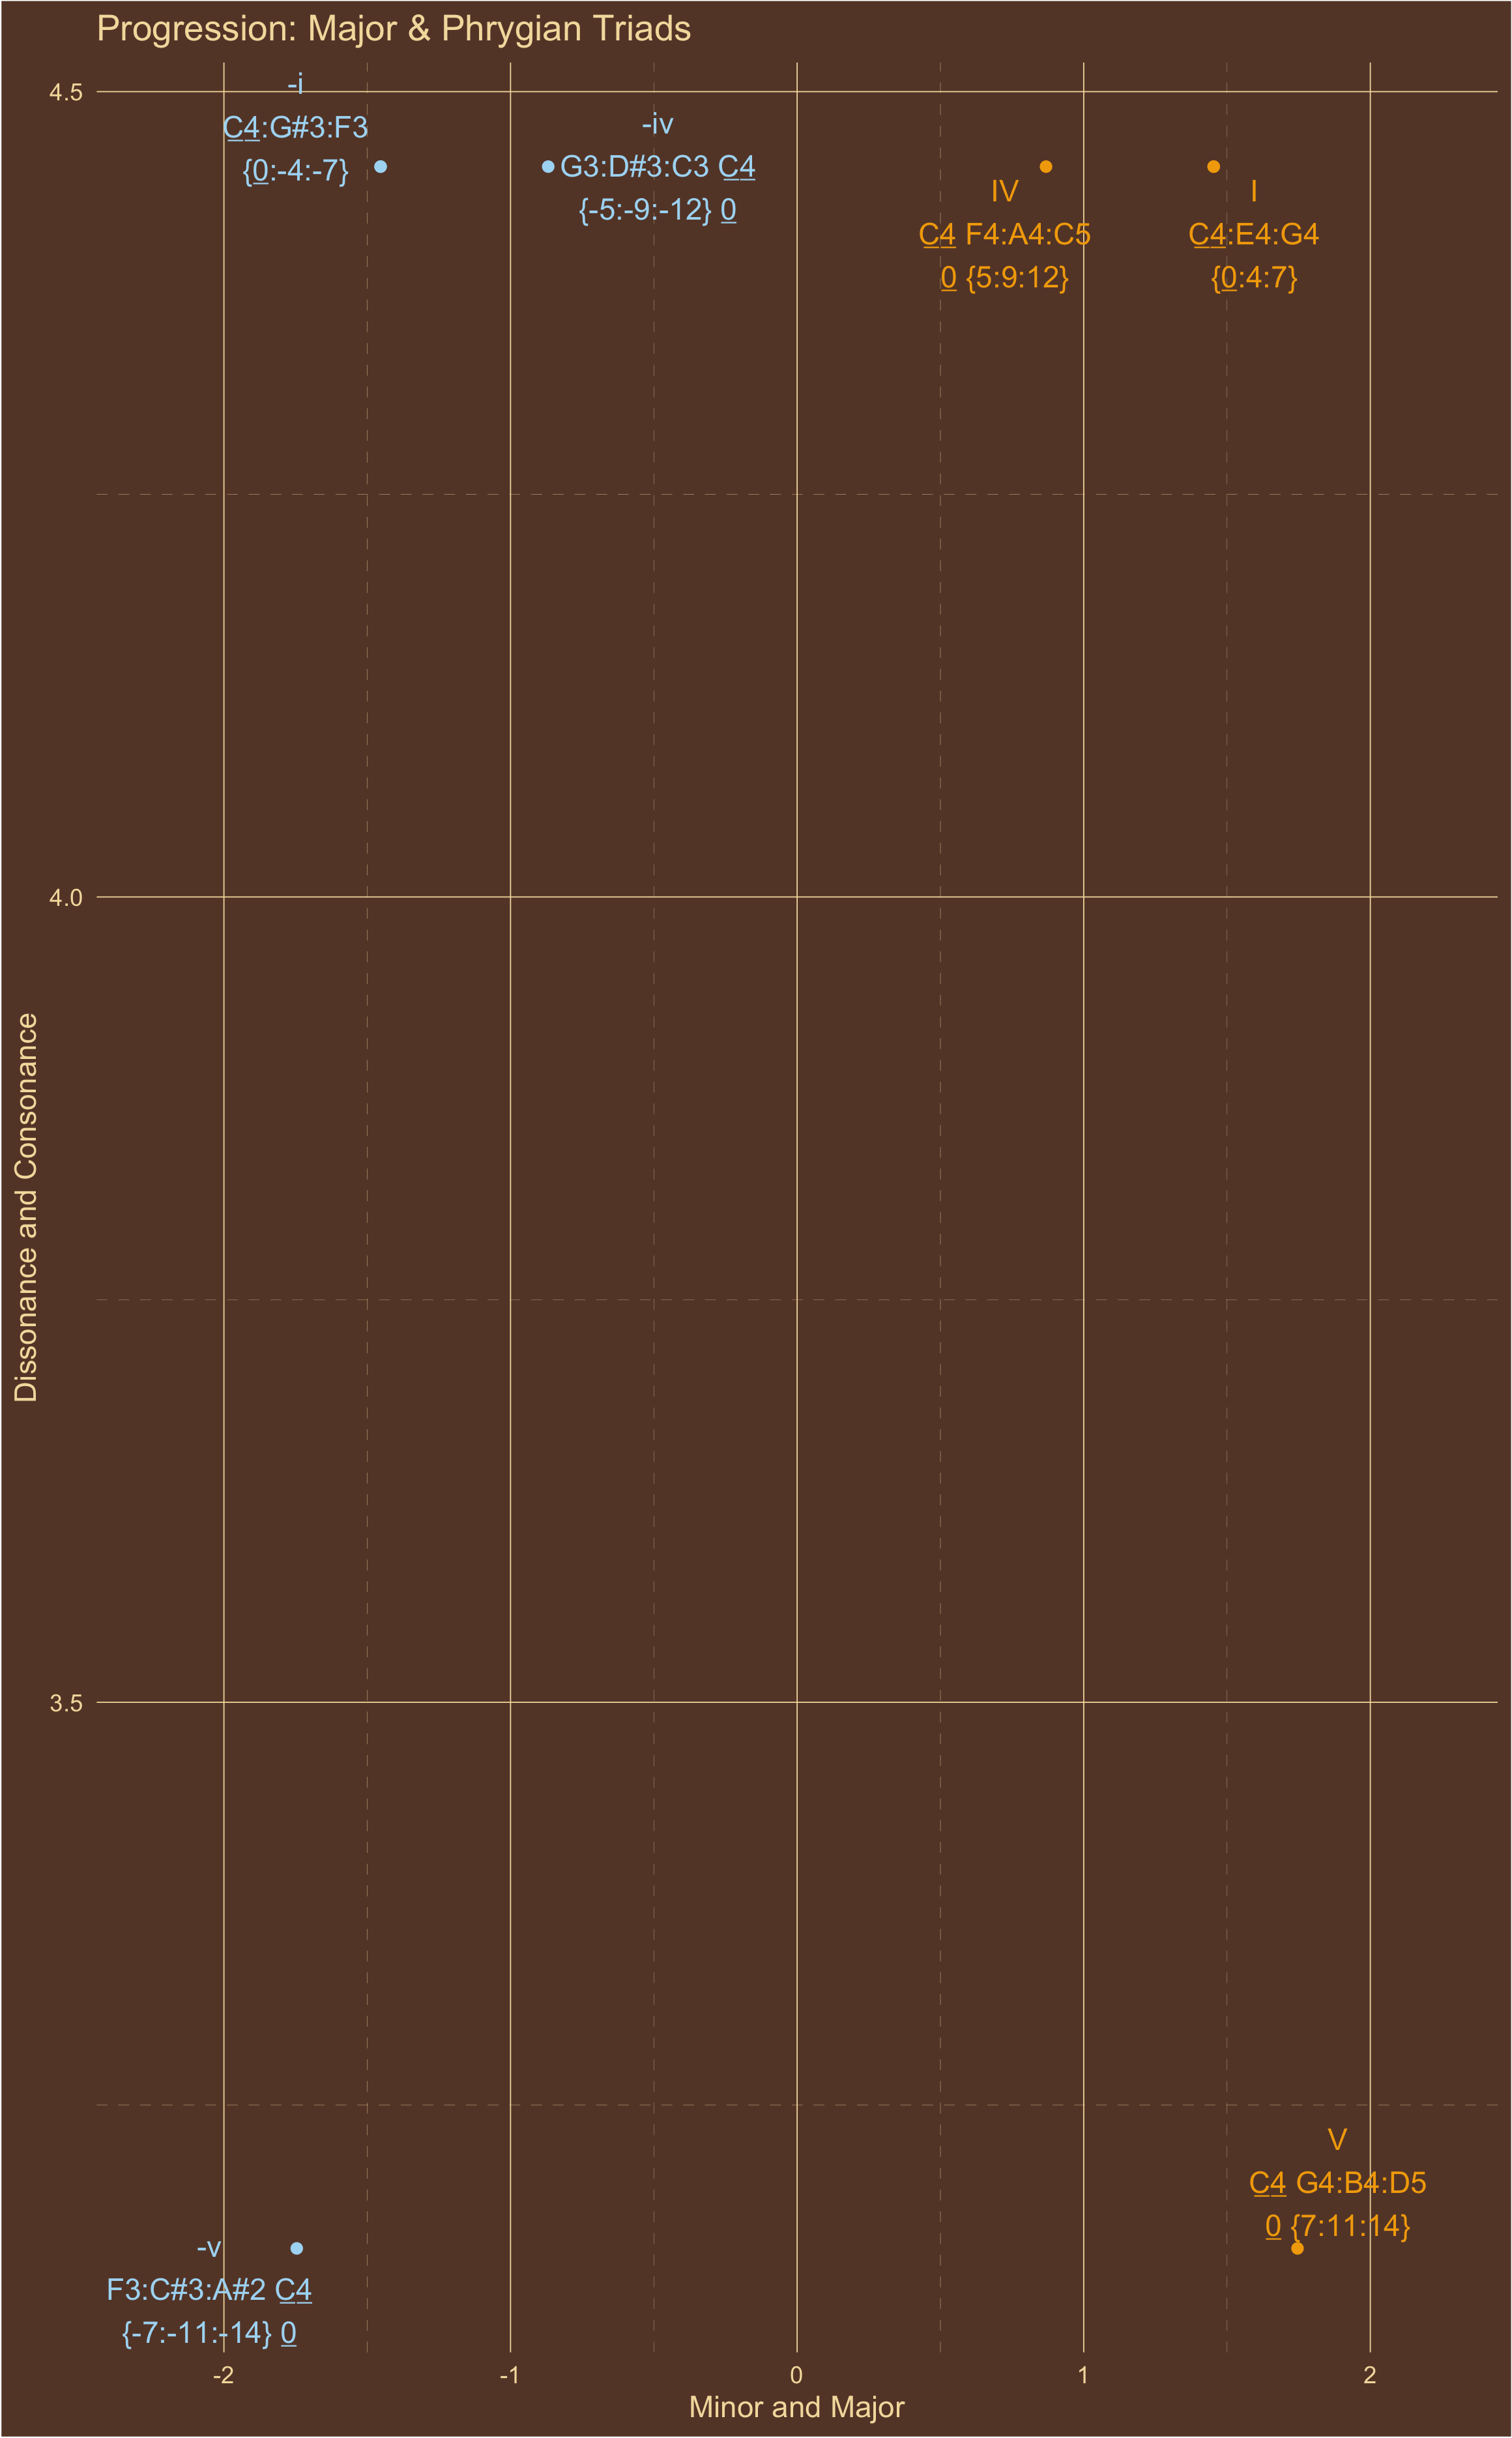 Progression: Major & Phrygian Triads
4.5
-i
C4:G#3:F3
{0:-4:-7}
-iv
G3:D#3:C3 C4
{-5:-9:-12} 0
IV
C4 F4:A4:C5
0 {5:9:12}
I
C4:E4:G4
{0:4:7}
4.0
Dissonance and Consonance
3.5
V
C4 G4:B4:D5
0 {7:11:14}
-v
F3:C#3:A#2 C4
{-7:-11:-14} 0
-2 -1 0 1 2
Minor and Major